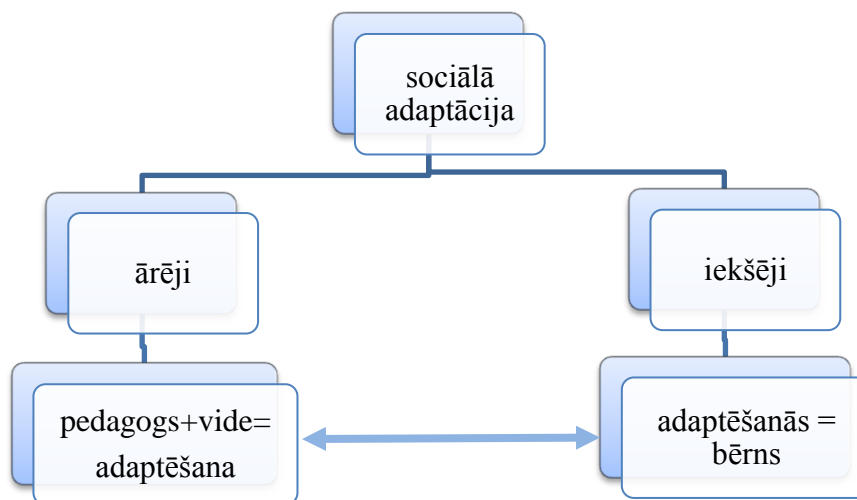 sociālā
adaptācija
ārēji
iekšēji
pedagogs+vide=
adaptēšana
adaptēšanās =
bērns